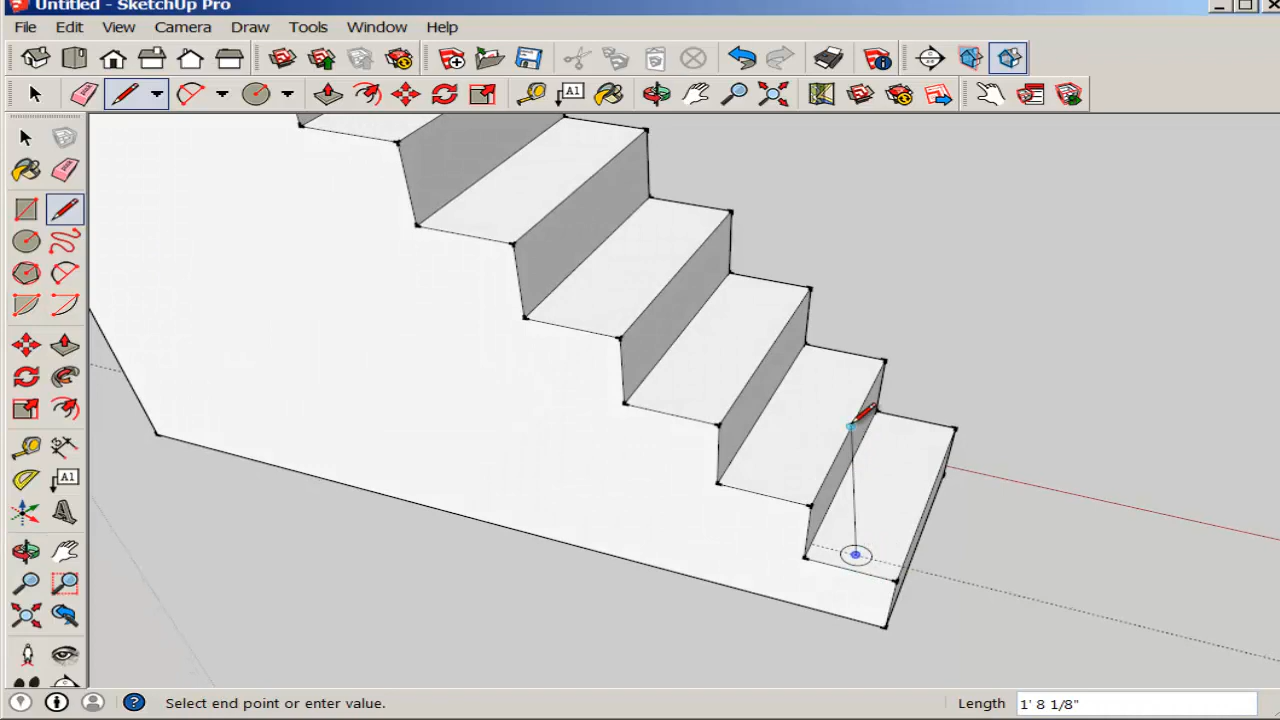 Untitled - SketchUp Pro
File Edit View Camera Draw Tools Window Help
A1
A1
Select end point or enter value.
Length 1' 8 1/8"